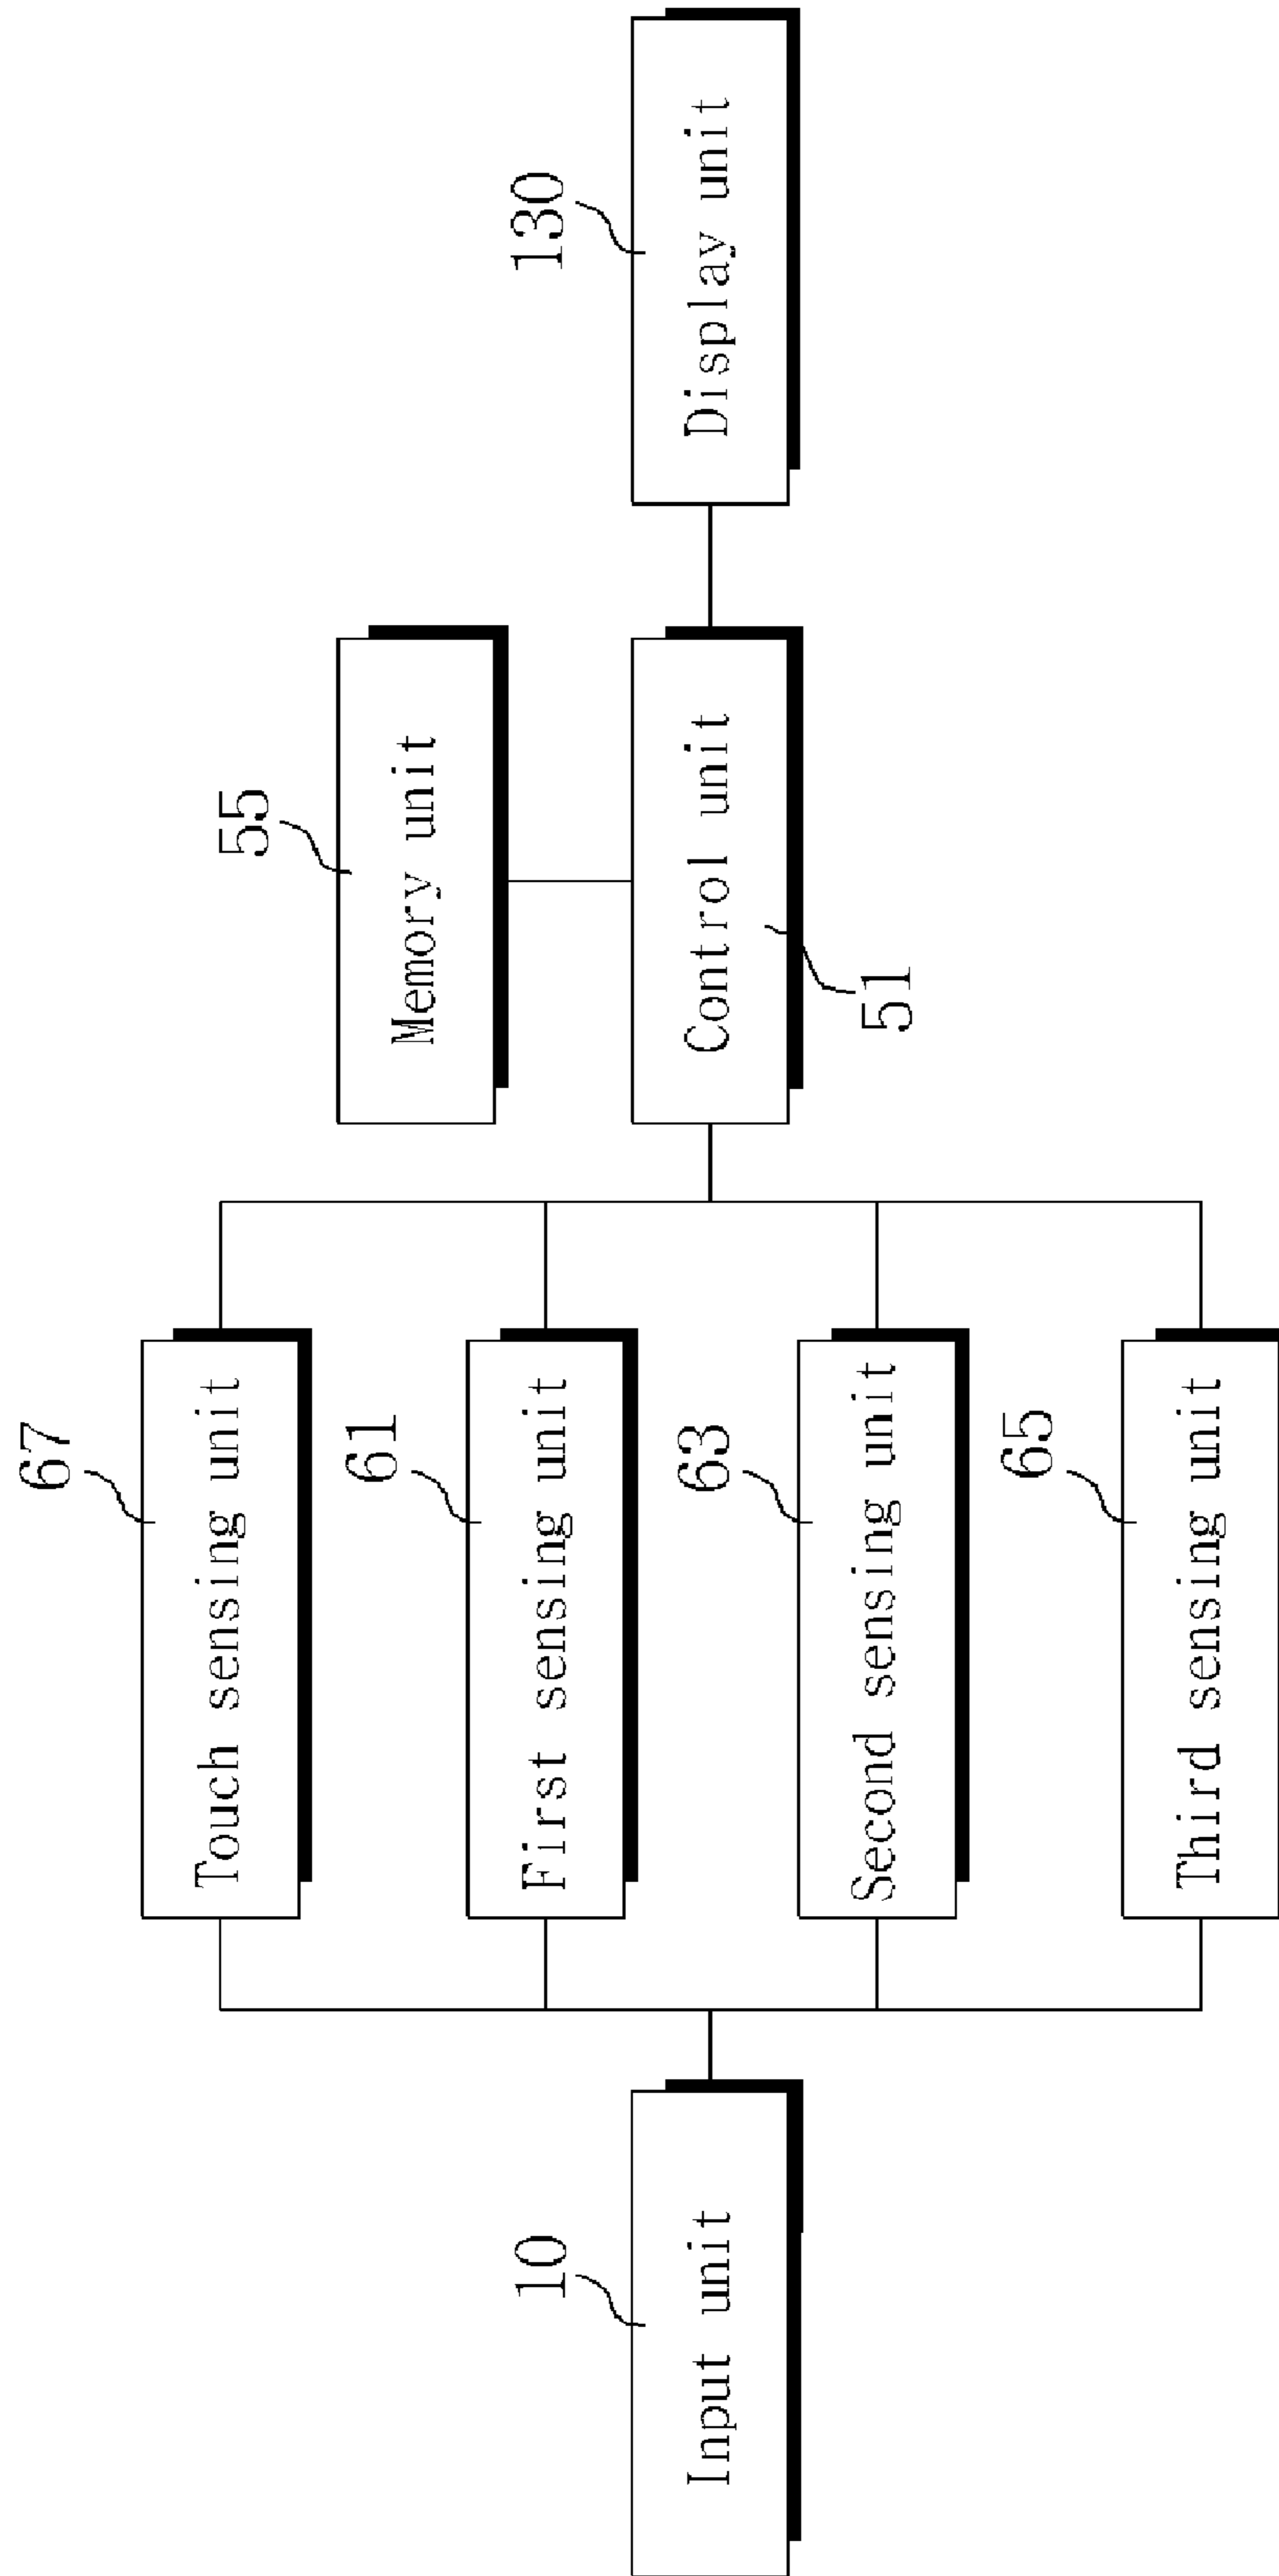 67
Touch sensing unit
61
First sensing unit
63
Second sensing unit
65
Third sensing unit
10
Input unit
55
Memory unit
Control unit
51
130
Display unit